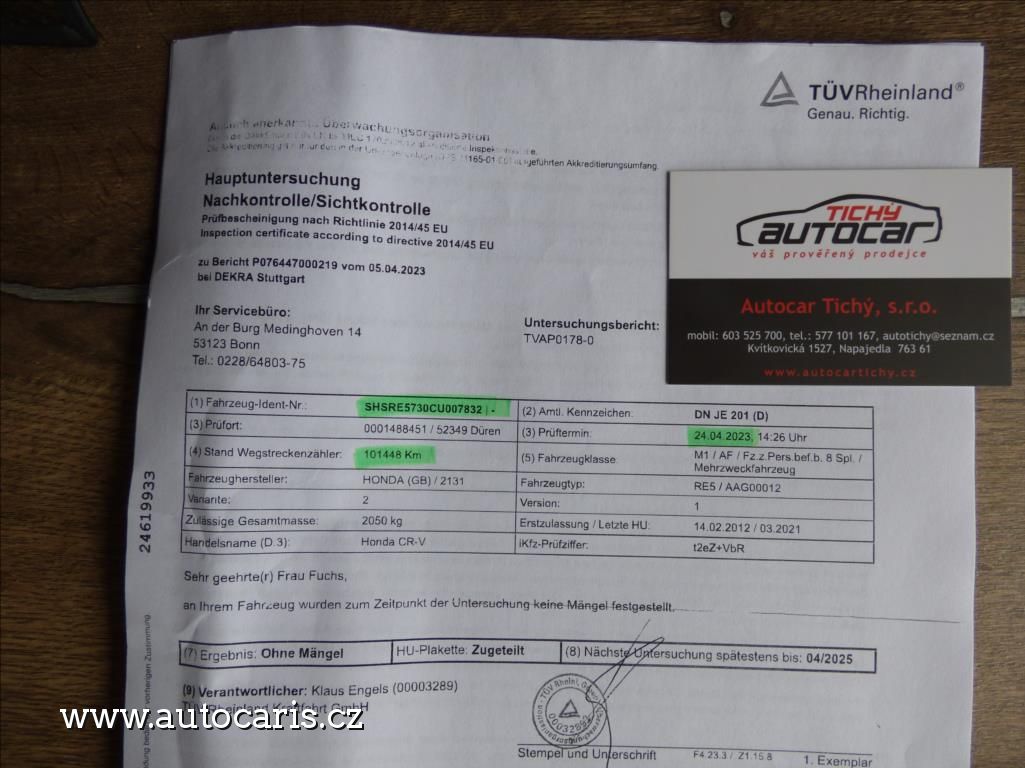 TÜVRheinland®
Genau. Richtig.
Überwachungsorganisation
Hauptuntersuchung
Nachkontrolle/Sichtkontrolle
Prüfbescheinigung nach Richtlinie 2014/45 EU
Inspection certificate according to directive 2014/45 EU
zu Bericht P076447000219 vom 05.04.2023
bei DEKRA Stuttgart
Ihr Servicebüro:
An der Burg Medinghoven 14
53123 Bonn
Tel.: 0228/64803-75
Untersuchungsbericht:
TVAP0178-0
TICHÝ
autocar
váš prověřený prodejce
Autocar Tichý, s.r.o.
mobil: 603 525 700, tel.: 577 101 167, autotichy@seznam.cz
Kvítkovická 1527, Napajedla 763 61
www.autocartichy.cz
(1) Fahrzeug-Ident-Nr.: SHSRE5730CU007832 | - (2) Amtl. Kennzeichen: DN JE 201 (D)
(3) Prüfort: 0001488451 / 52349 Düren (3) Prüftermin: 24.04.2023, 14:26 Uhr
(4) Stand Wegstreckenzähler: 101448 Km (5) Fahrzeugklasse: M1 / AF / Fz.z.Pers.bef.b. 8 Spl. /
Mehrzweckfahrzeug
Fahrzeughersteller: HONDA (GB) / 2131 Fahrzeugtyp: RE5 / AAG00012
Variante: 2 Version: 1
Zulässige Gesamtmasse: 2050 kg Erstzulassung / Letzte HU: 14.02.2012 / 03.2021
Handelsname (D.3): Honda CR-V iKfz-Prüfziffer: t2eZ+VbR
24619933
Sehr geehrte(r) Frau Fuchs,
an Ihrem Fahrzeug wurden zum Zeitpunkt der Untersuchung keine Mängel festgestellt.
(7) Ergebnis: Ohne Mängel HU-Plakette: Zugeteilt (8) Nächste Untersuchung spätestens bis: 04/2025
(9) Verantwortlicher: Klaus Engels (00003289)
www.autocaris.cz
Stempel und Unterschrift F4.23.3 / Z1.15.8 1. Exemplar